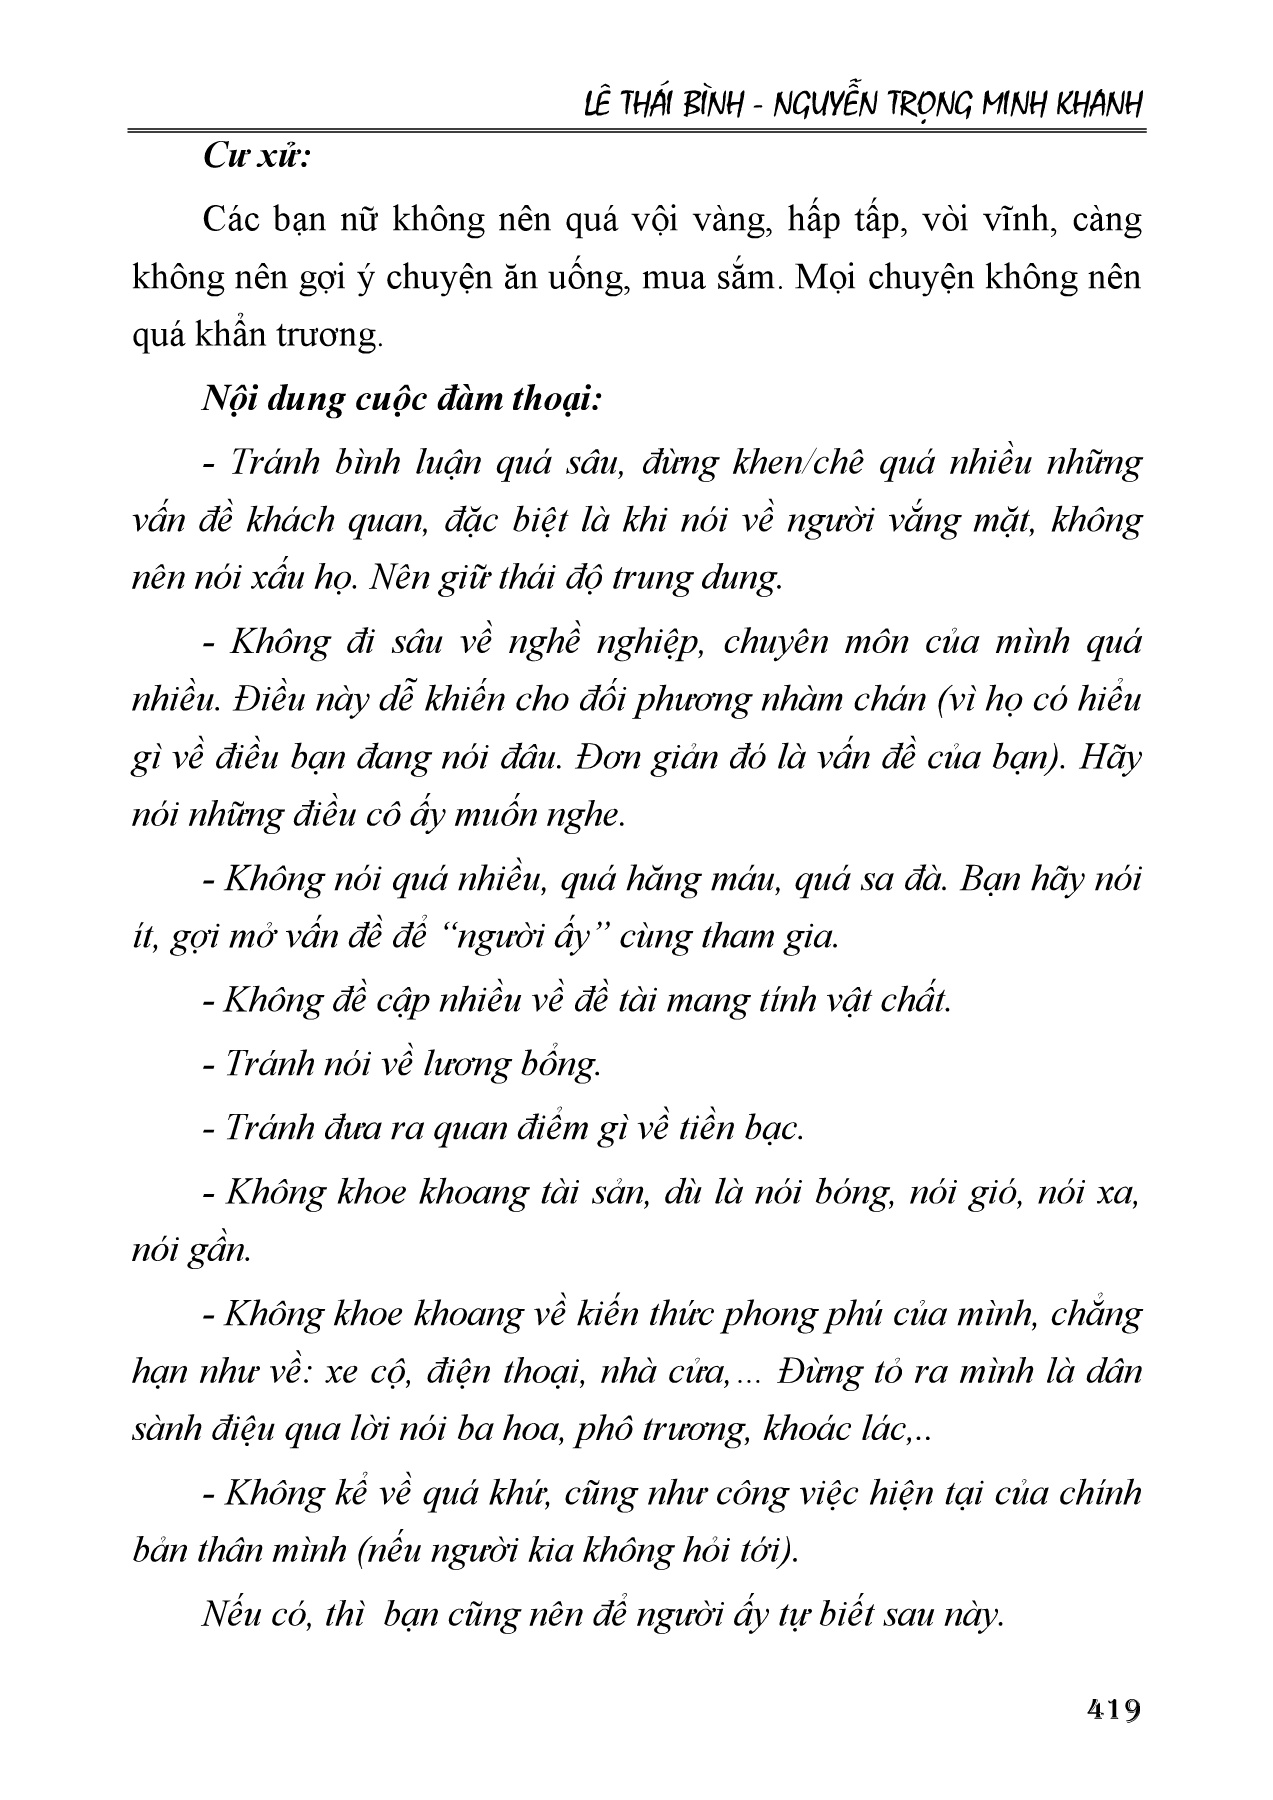 LÊ THÁI BÌNH - NGUYỄN TRỌNG MINH KHANH
Cư xử:
Các bạn nữ không nên quá vội vàng, hấp tấp, vòi vĩnh, càng
không nên gợi ý chuyện ăn uống, mua sắm. Mọi chuyện không nên
quá khẩn trương.
Nội dung cuộc đàm thoại:
- Tránh bình luận quá sâu, đừng khen/chê quá nhiều những
vấn đề khách quan, đặc biệt là khi nói về người vắng mặt, không
nên nói xấu họ. Nên giữ thái độ trung dung.
- Không đi sâu về nghề nghiệp, chuyên môn của mình quá
nhiều. Điều này dễ khiến cho đối phương nhàm chán (vì họ có hiểu
gì về điều bạn đang nói đâu. Đơn giản đó là vấn đề của bạn). Hãy
nói những điều cô ấy muốn nghe.
- Không nói quá nhiều, quá hăng máu, quá sa đà. Bạn hãy nói
ít, gợi mở vấn đề để “người ấy” cùng tham gia.
- Không đề cập nhiều về đề tài mang tính vật chất.
- Tránh nói về lương bổng.
- Tránh đưa ra quan điểm gì về tiền bạc.
- Không khoe khoang tài sản, dù là nói bóng, nói gió, nói xa,
nói gần.
- Không khoe khoang về kiến thức phong phú của mình, chẳng
hạn như về: xe cộ, điện thoại, nhà cửa,... Đừng tỏ ra mình là dân
sành điệu qua lời nói ba hoa, phô trương, khoác lác,..
- Không kể về quá khứ, cũng như công việc hiện tại của chính
bản thân mình (nếu người kia không hỏi tới).
Nếu có, thì  bạn cũng nên để người ấy tự biết sau này.
419